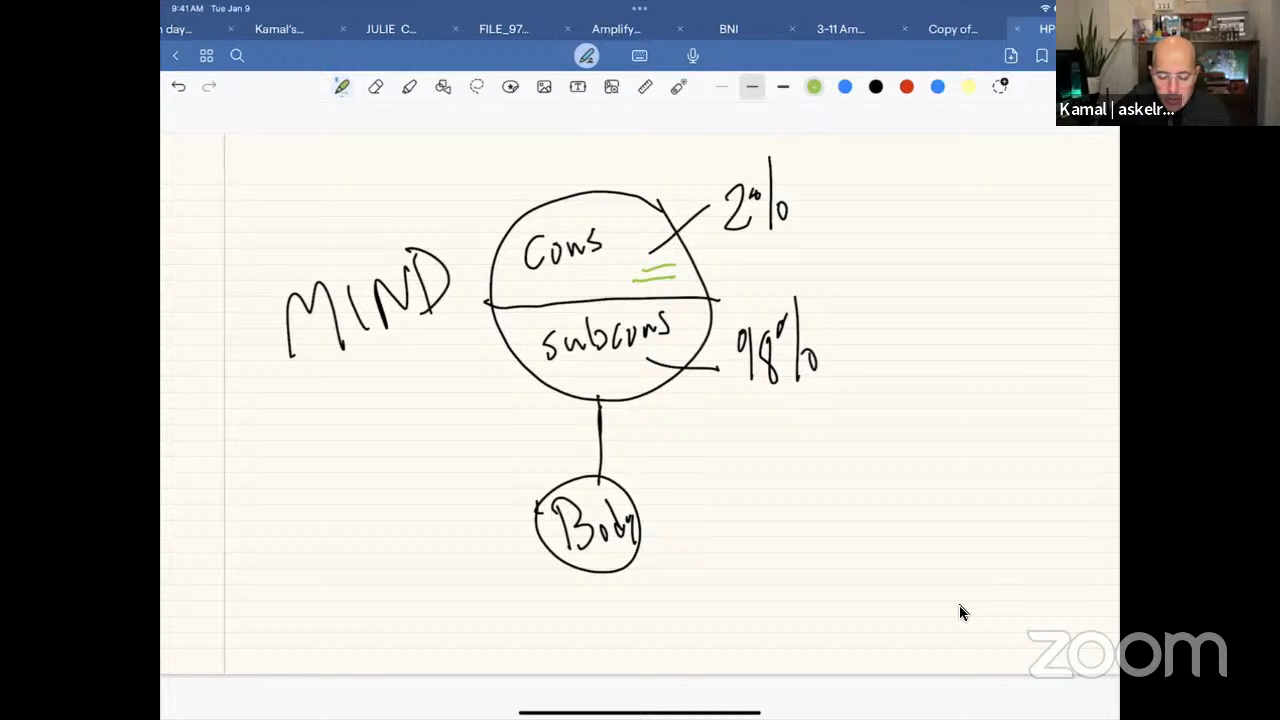 9:41 AM Tue Jan 9
n day...
Kamal's...
JULIE C...
FILE_97...
Amplify,...
BNI
3-11 Am...
Copy of...
HP
111
Kamal | askelr...
MIND
Cons
2%
subcons
98%
Body
zoom